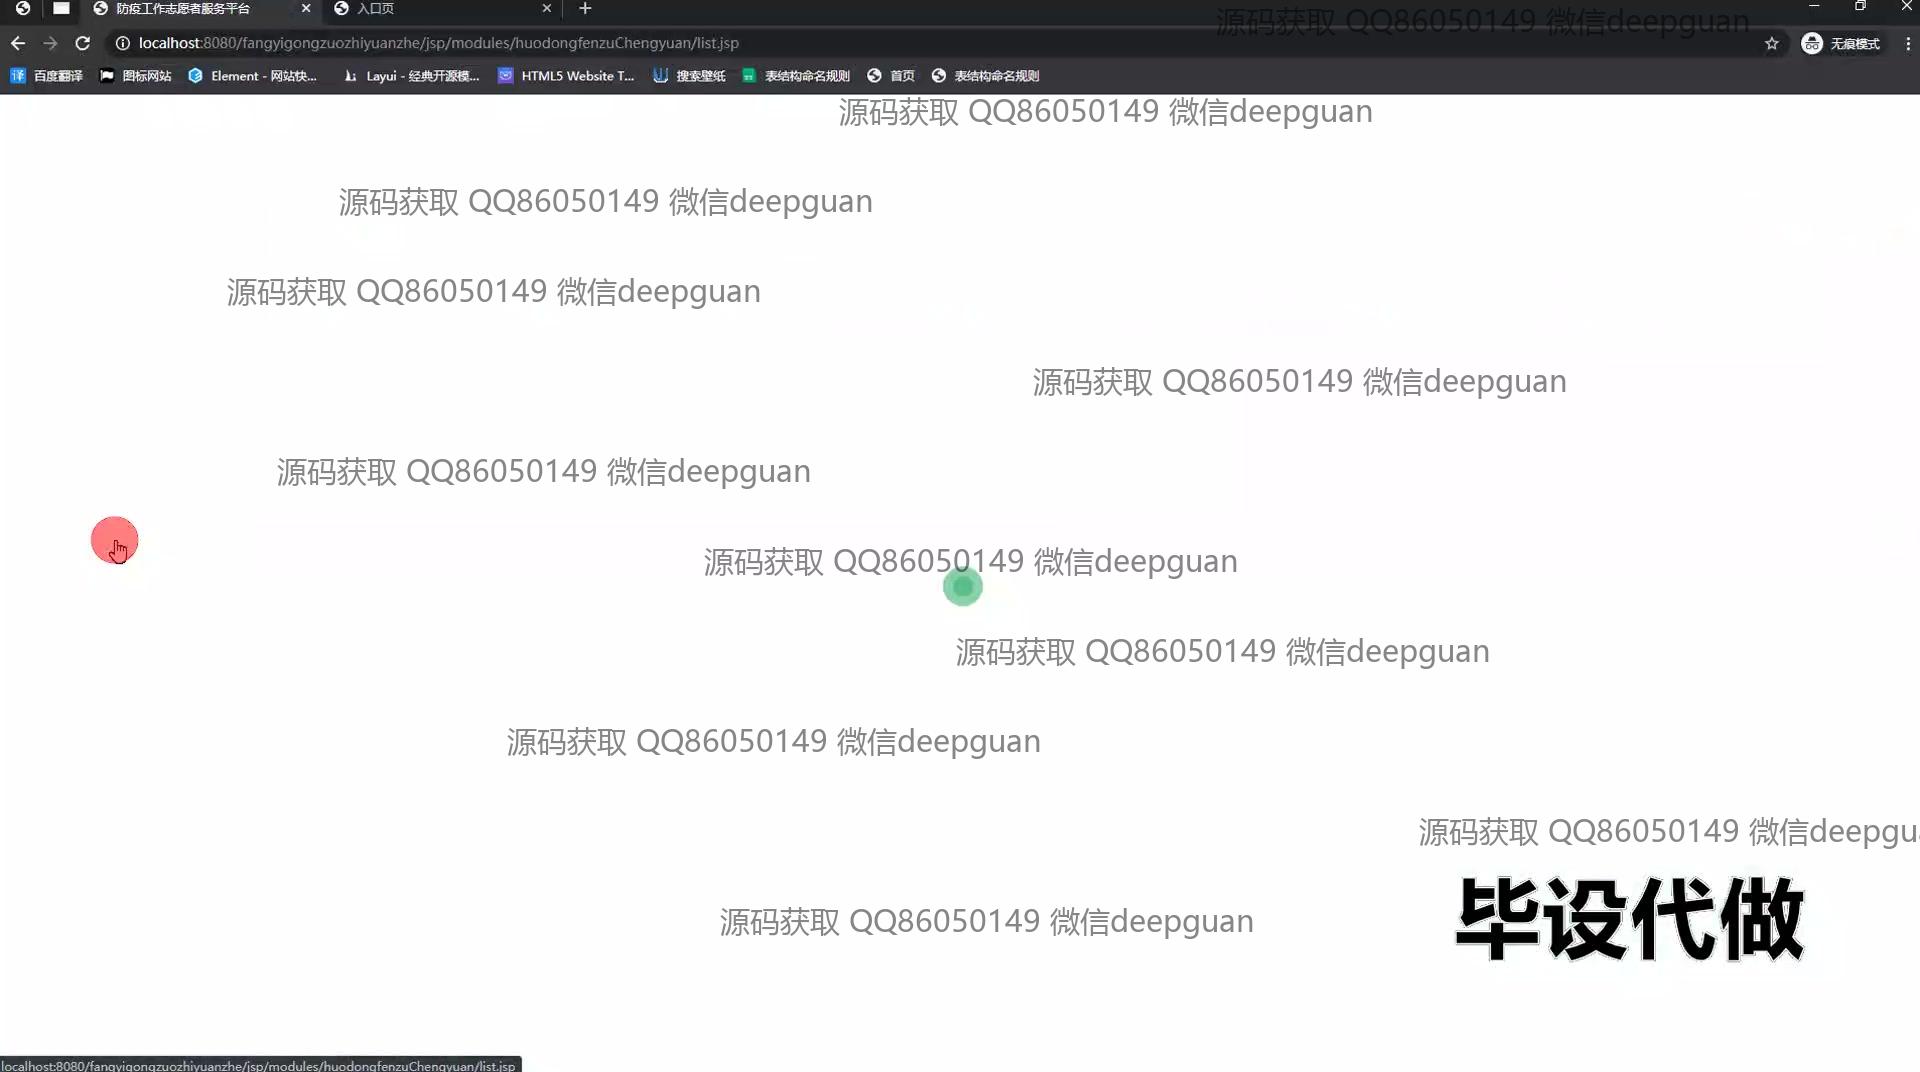 防疫工作志愿者服务平台
入口页
源码获取 QQ86050149 微信deepguan
localhost:8080/fangyigongzuozhiyuanzhe/jsp/modules/huodongfenzuChengyuan/list.jsp
无痕模式
百度翻译 图标网站 Element - 网站快... Layui - 经典开源模... HTML5 Website T... 搜索壁纸 表结构命名规则 首页 表结构命名规则
源码获取 QQ86050149 微信deepguan
源码获取 QQ86050149 微信deepguan
源码获取 QQ86050149 微信deepguan
源码获取 QQ86050149 微信deepguan
源码获取 QQ86050149 微信deepguan
源码获取 QQ86050149 微信deepguan
源码获取 QQ86050149 微信deepguan
源码获取 QQ86050149 微信deepguan
源码获取 QQ86050149 微信deepgu
毕设代做
源码获取 QQ86050149 微信deepguan
localhost:8080/fangyigongzuozhiyuanzhe/jsp/modules/huodongfenzuChengyuan/list.jsp